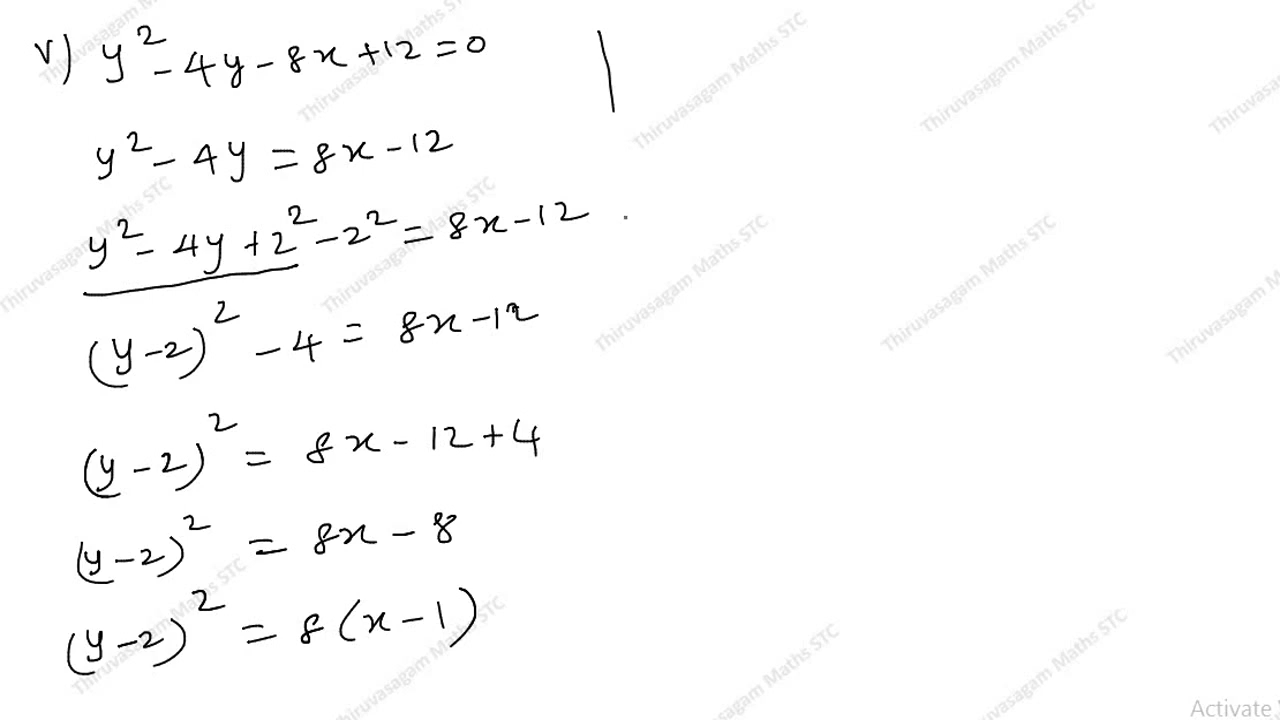 v) y² - 4y - 8x + 12 = 0
y² - 4y = 8x - 12
y² - 4y + 2² - 2² = 8x - 12
(y - 2)² - 4 = 8x - 12
(y - 2)² = 8x - 12 + 4
(y - 2)² = 8x - 8
(y - 2)² = 8(x - 1)
Thiruvasagam Maths STC
Activate